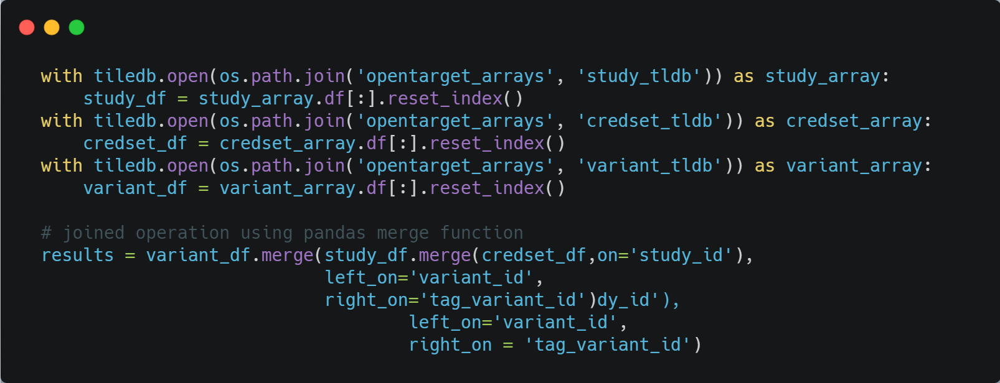 with tiledb.open(os.path.join('opentarget_arrays', 'study_tldb')) as study_array:
    study_df = study_array.df[:].reset_index()
with tiledb.open(os.path.join('opentarget_arrays', 'credset_tldb')) as credset_array:
    credset_df = credset_array.df[:].reset_index()
with tiledb.open(os.path.join('opentarget_arrays', 'variant_tldb')) as variant_array:
    variant_df = variant_array.df[:].reset_index()

# joined operation using pandas merge function
results = variant_df.merge(study_df.merge(credset_df,on='study_id'),
                           left_on='variant_id',
                           right_on='tag_variant_id')dy_id'),
                                   left_on='variant_id',
                                   right_on = 'tag_variant_id')